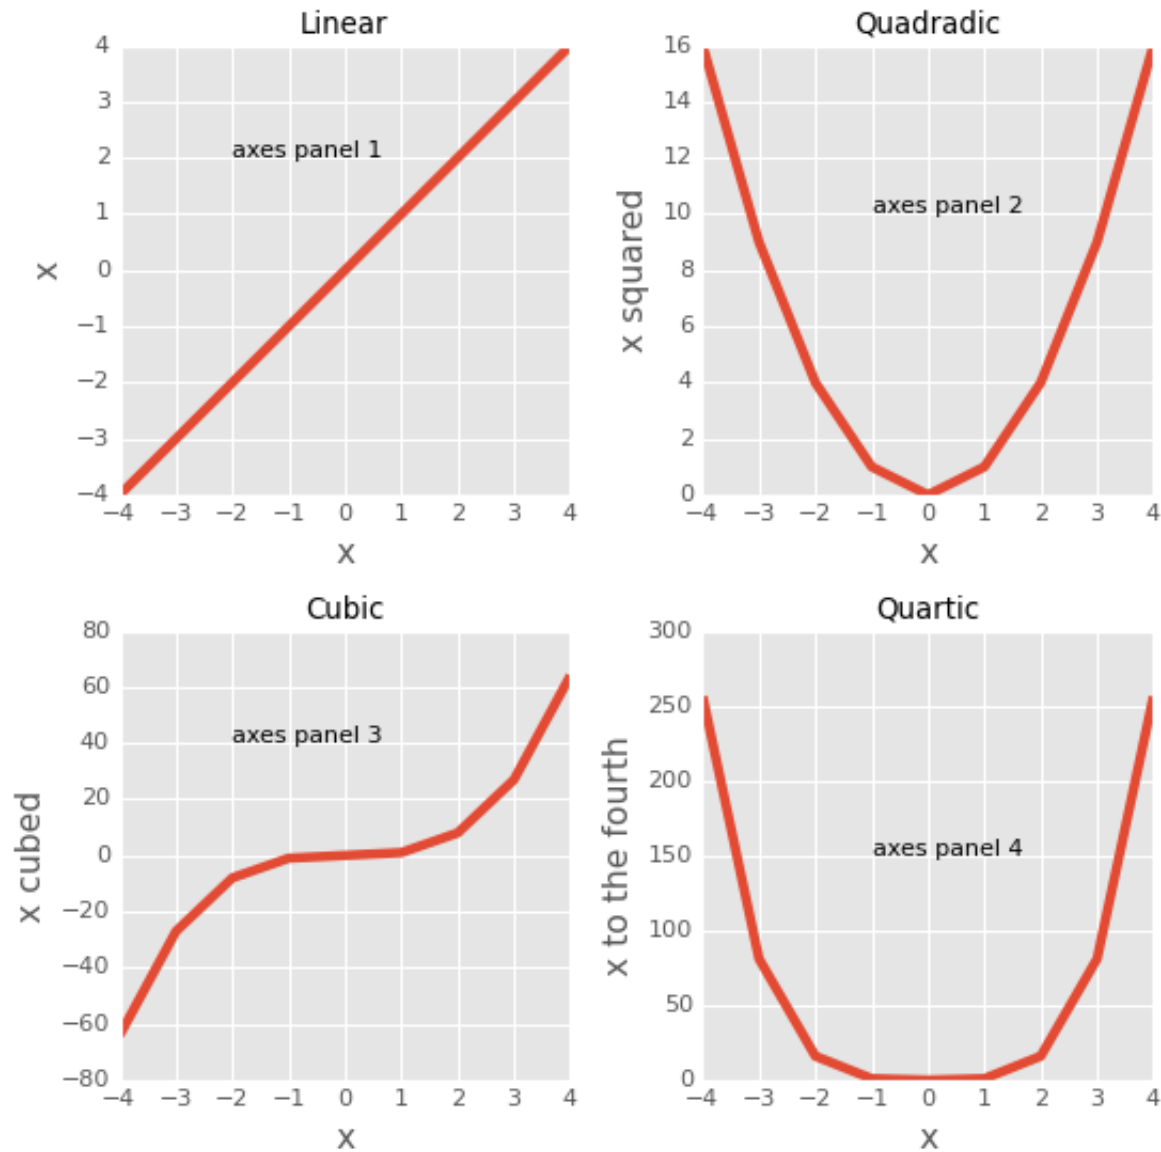 Linear
4
3
2
1
0
−1
−2
−3
−4
x
axes panel 1
−4 −3 −2 −1 0 1 2 3 4
x
Quadradic
16
14
12
10
8
6
4
2
0
x squared
axes panel 2
−4 −3 −2 −1 0 1 2 3 4
x
Cubic
80
60
40
20
0
−20
−40
−60
−80
x cubed
axes panel 3
−4 −3 −2 −1 0 1 2 3 4
x
Quartic
300
250
200
150
100
50
0
x to the fourth
axes panel 4
−4 −3 −2 −1 0 1 2 3 4
x